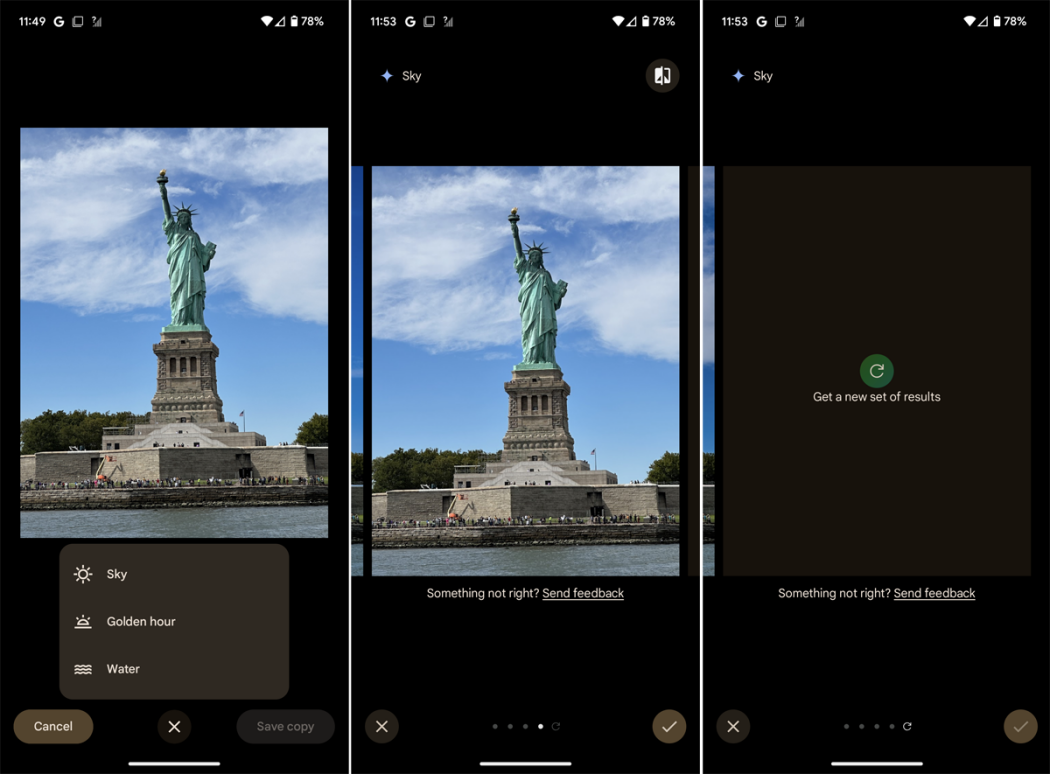 11:49 G 78%
Sky
Golden hour
Water
Cancel
Save copy
11:53 G 78%
Sky
Something not right? Send feedback
11:53 G 78%
Sky
Get a new set of results
Something not right? Send feedback